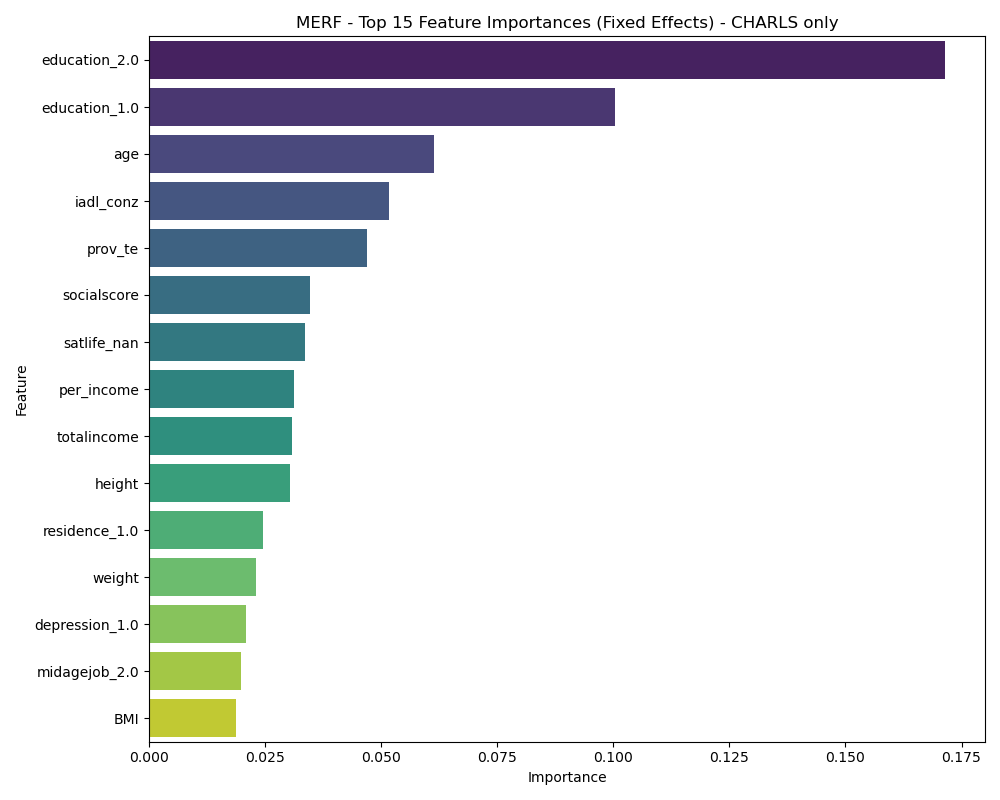 MERF - Top 15 Feature Importances (Fixed Effects) - CHARLS only
Feature
education_2.0
education_1.0
age
iadl_conz
prov_te
socialscore
satlife_nan
per_income
totalincome
height
residence_1.0
weight
depression_1.0
midagejob_2.0
BMI
0.000 0.025 0.050 0.075 0.100 0.125 0.150 0.175
Importance